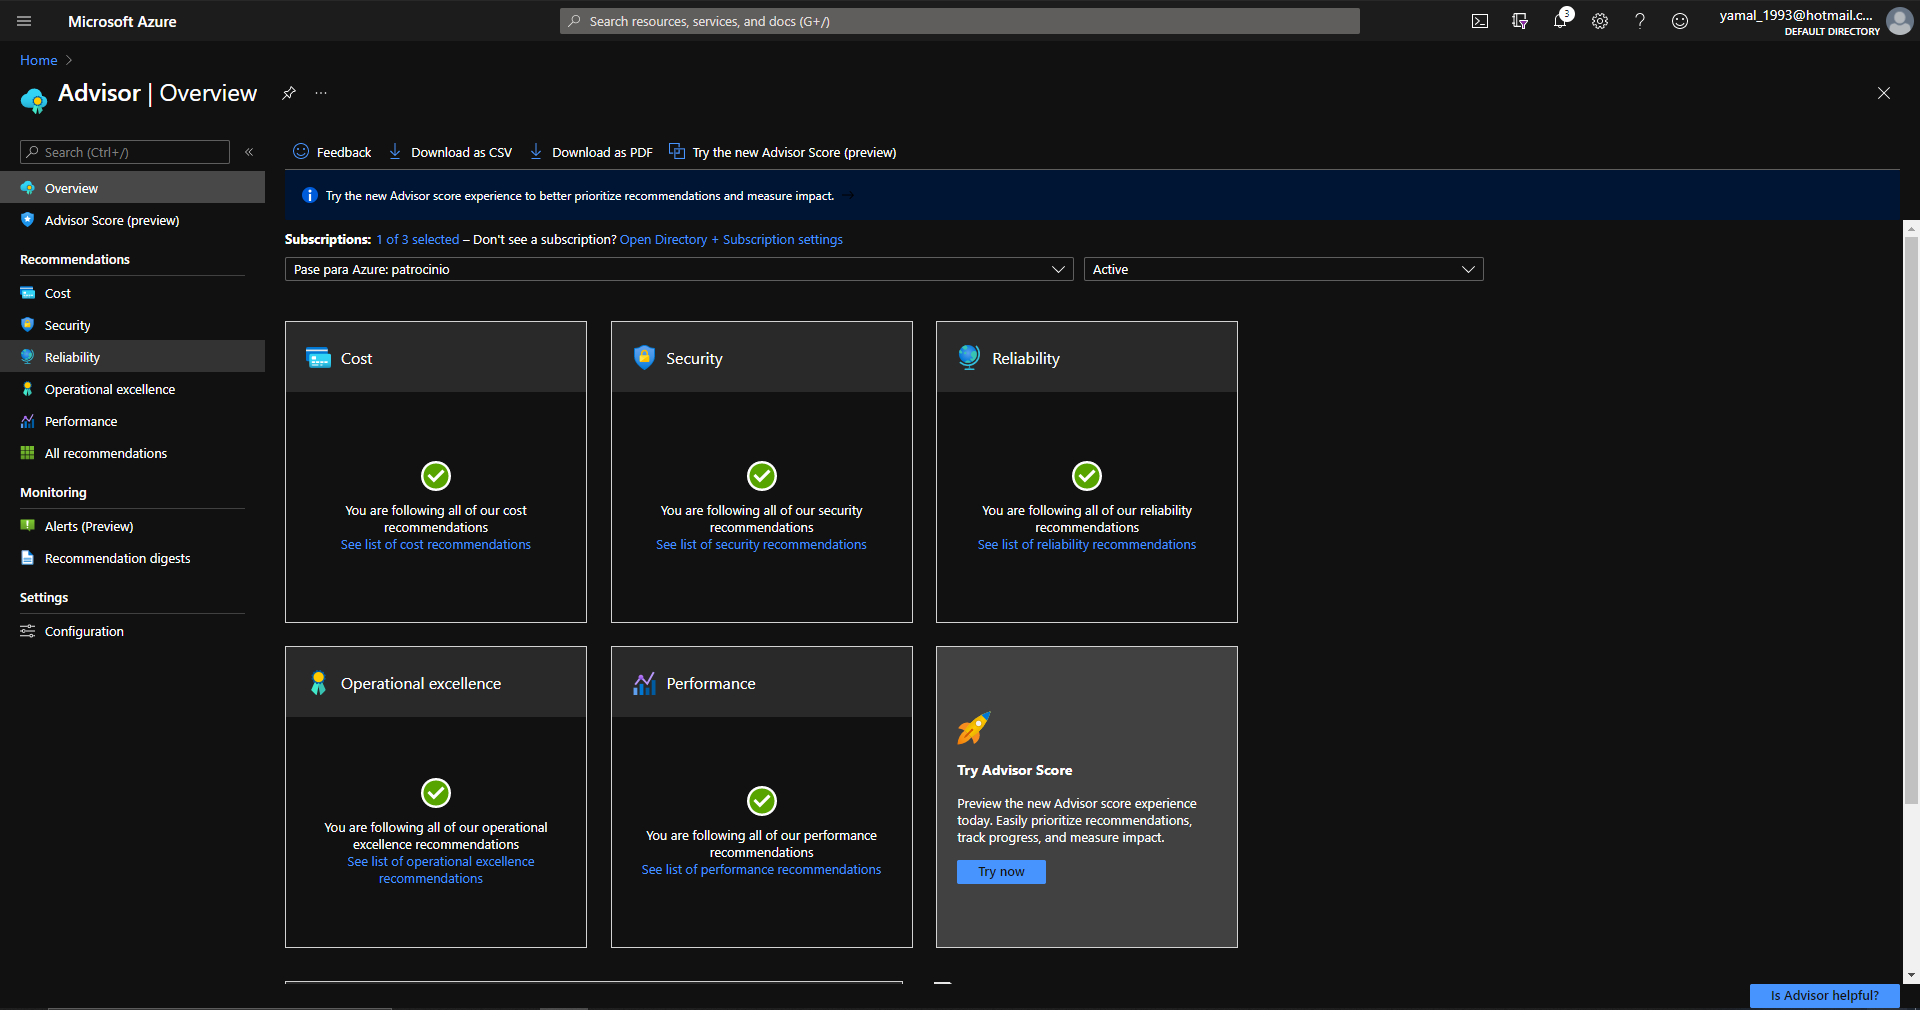 Microsoft Azure
Search resources, services, and docs (G+/)
3
yamal_1993@hotmail.c...
DEFAULT DIRECTORY
Home
Advisor | Overview
Search (Ctrl+/)
Overview
Advisor Score (preview)
Recommendations
Cost
Security
Reliability
Operational excellence
Performance
All recommendations
Monitoring
Alerts (Preview)
Recommendation digests
Settings
Configuration
Feedback
Download as CSV
Download as PDF
Try the new Advisor Score (preview)
Try the new Advisor score experience to better prioritize recommendations and measure impact.
Subscriptions: 1 of 3 selected – Don't see a subscription? Open Directory + Subscription settings
Pase para Azure: patrocinio
Active
Cost
You are following all of our cost
recommendations
See list of cost recommendations
Security
You are following all of our security
recommendations
See list of security recommendations
Reliability
You are following all of our reliability
recommendations
See list of reliability recommendations
Operational excellence
You are following all of our operational
excellence recommendations
See list of operational excellence
recommendations
Performance
You are following all of our performance
recommendations
See list of performance recommendations
Try Advisor Score
Preview the new Advisor score experience
today. Easily prioritize recommendations,
track progress, and measure impact.
Try now
Is Advisor helpful?